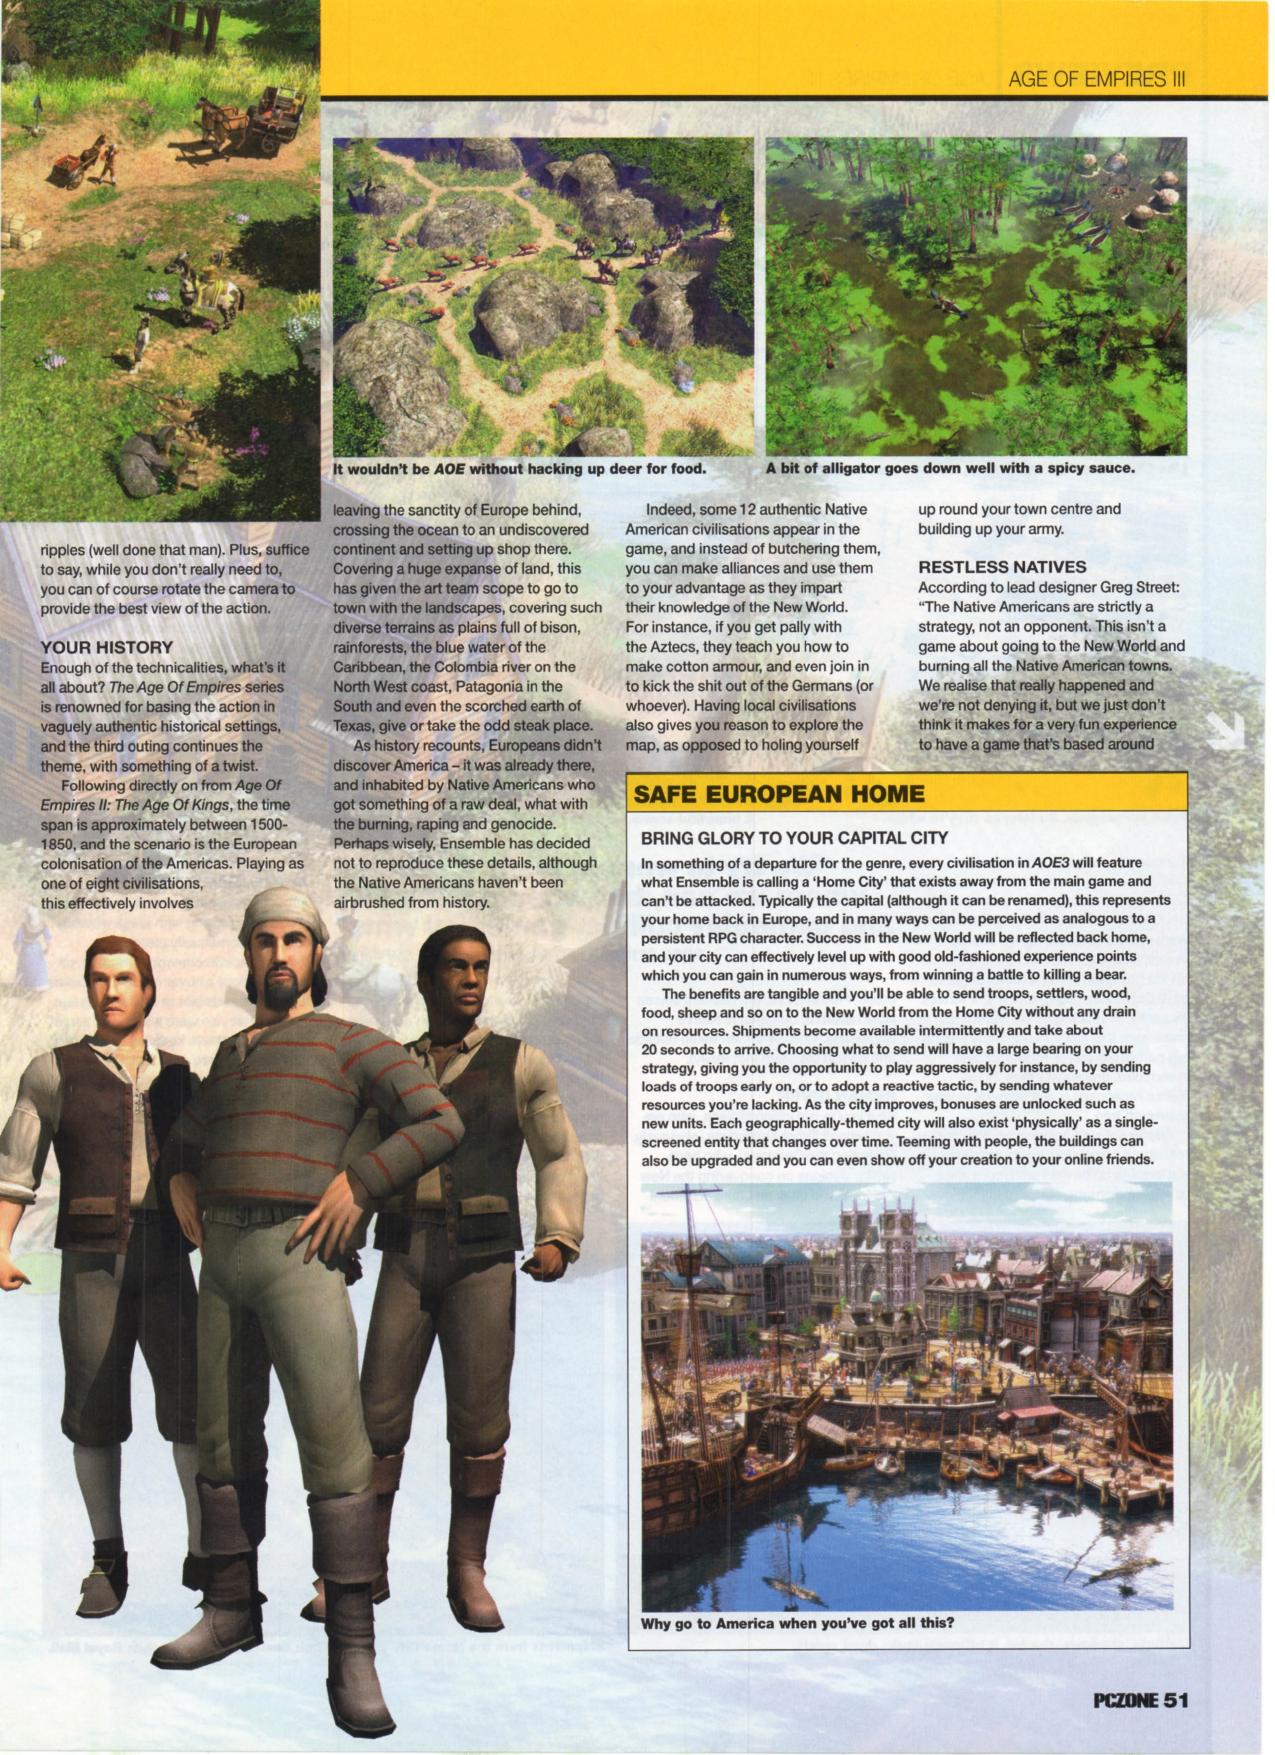 AGE OF EMPIRES III
It wouldn't be AOE without hacking up deer for food.
A bit of alligator goes down well with a spicy sauce.
ripples (well done that man). Plus, suffice
to say, while you don't really need to,
you can of course rotate the camera to
provide the best view of the action.
YOUR HISTORY
Enough of the technicalities, what's it
all about? The Age Of Empires series
is renowned for basing the action in
vaguely authentic historical settings,
and the third outing continues the
theme, with something of a twist.
Following directly on from Age Of
Empires II: The Age Of Kings, the time
span is approximately between 1500-
1850, and the scenario is the European
colonisation of the Americas. Playing as
one of eight civilisations,
this effectively involves
leaving the sanctity of Europe behind,
crossing the ocean to an undiscovered
continent and setting up shop there.
Covering a huge expanse of land, this
has given the art team scope to go to
town with the landscapes, covering such
diverse terrains as plains full of bison,
rainforests, the blue water of the
Caribbean, the Colombia river on the
North West coast, Patagonia in the
South and even the scorched earth of
Texas, give or take the odd steak place.
As history recounts, Europeans didn't
discover America – it was already there,
and inhabited by Native Americans who
got something of a raw deal, what with
the burning, raping and genocide.
Perhaps wisely, Ensemble has decided
not to reproduce these details, although
the Native Americans haven't been
airbrushed from history.
Indeed, some 12 authentic Native
American civilisations appear in the
game, and instead of butchering them,
you can make alliances and use them
to your advantage as they impart
their knowledge of the New World.
For instance, if you get pally with
the Aztecs, they teach you how to
make cotton armour, and even join in
to kick the shit out of the Germans (or
whoever). Having local civilisations
also gives you reason to explore the
map, as opposed to holing yourself
up round your town centre and
building up your army.
RESTLESS NATIVES
According to lead designer Greg Street:
“The Native Americans are strictly a
strategy, not an opponent. This isn't a
game about going to the New World and
burning all the Native American towns.
We realise that really happened and
we're not denying it, but we just don't
think it makes for a very fun experience
to have a game that's based around
SAFE EUROPEAN HOME
BRING GLORY TO YOUR CAPITAL CITY
In something of a departure for the genre, every civilisation in AOE3 will feature
what Ensemble is calling a ‘Home City’ that exists away from the main game and
can't be attacked. Typically the capital (although it can be renamed), this represents
your home back in Europe, and in many ways can be perceived as analogous to a
persistent RPG character. Success in the New World will be reflected back home,
and your city can effectively level up with good old-fashioned experience points
which you can gain in numerous ways, from winning a battle to killing a bear.
The benefits are tangible and you'll be able to send troops, settlers, wood,
food, sheep and so on to the New World from the Home City without any drain
on resources. Shipments become available intermittently and take about
20 seconds to arrive. Choosing what to send will have a large bearing on your
strategy, giving you the opportunity to play aggressively for instance, by sending
loads of troops early on, or to adopt a reactive tactic, by sending whatever
resources you're lacking. As the city improves, bonuses are unlocked such as
new units. Each geographically-themed city will also exist ‘physically’ as a single-
screened entity that changes over time. Teeming with people, the buildings can
also be upgraded and you can even show off your creation to your online friends.
Why go to America when you've got all this?
PCZONE 51